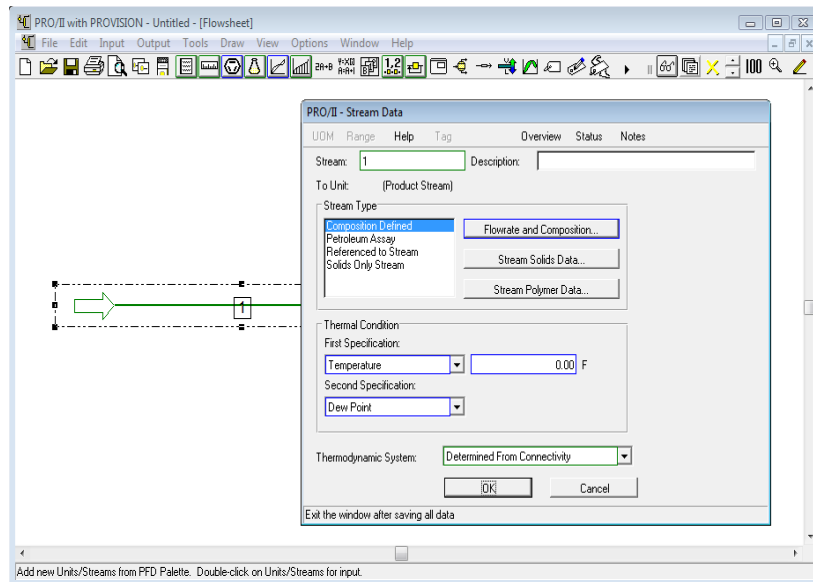 PRO/II with PROVISION - Untitled - [Flowsheet]
File Edit Input Output Tools Draw View Options Window Help
2A+B 1,2 100
PRO/II - Stream Data
UOM Range Help Tag Overview Status Notes
Stream: 1 Description:
To Unit: (Product Stream)
Stream Type
Composition Defined
Petroleum Assay
Referenced to Stream
Solids Only Stream
Flowrate and Composition...
Stream Solids Data...
Stream Polymer Data...
1
Thermal Condition
First Specification:
Temperature 0.00 F
Second Specification:
Dew Point
Thermodynamic System: Determined From Connectivity
OK Cancel
Exit the window after saving all data
Add new Units/Streams from PFD Palette. Double-click on Units/Streams for input.